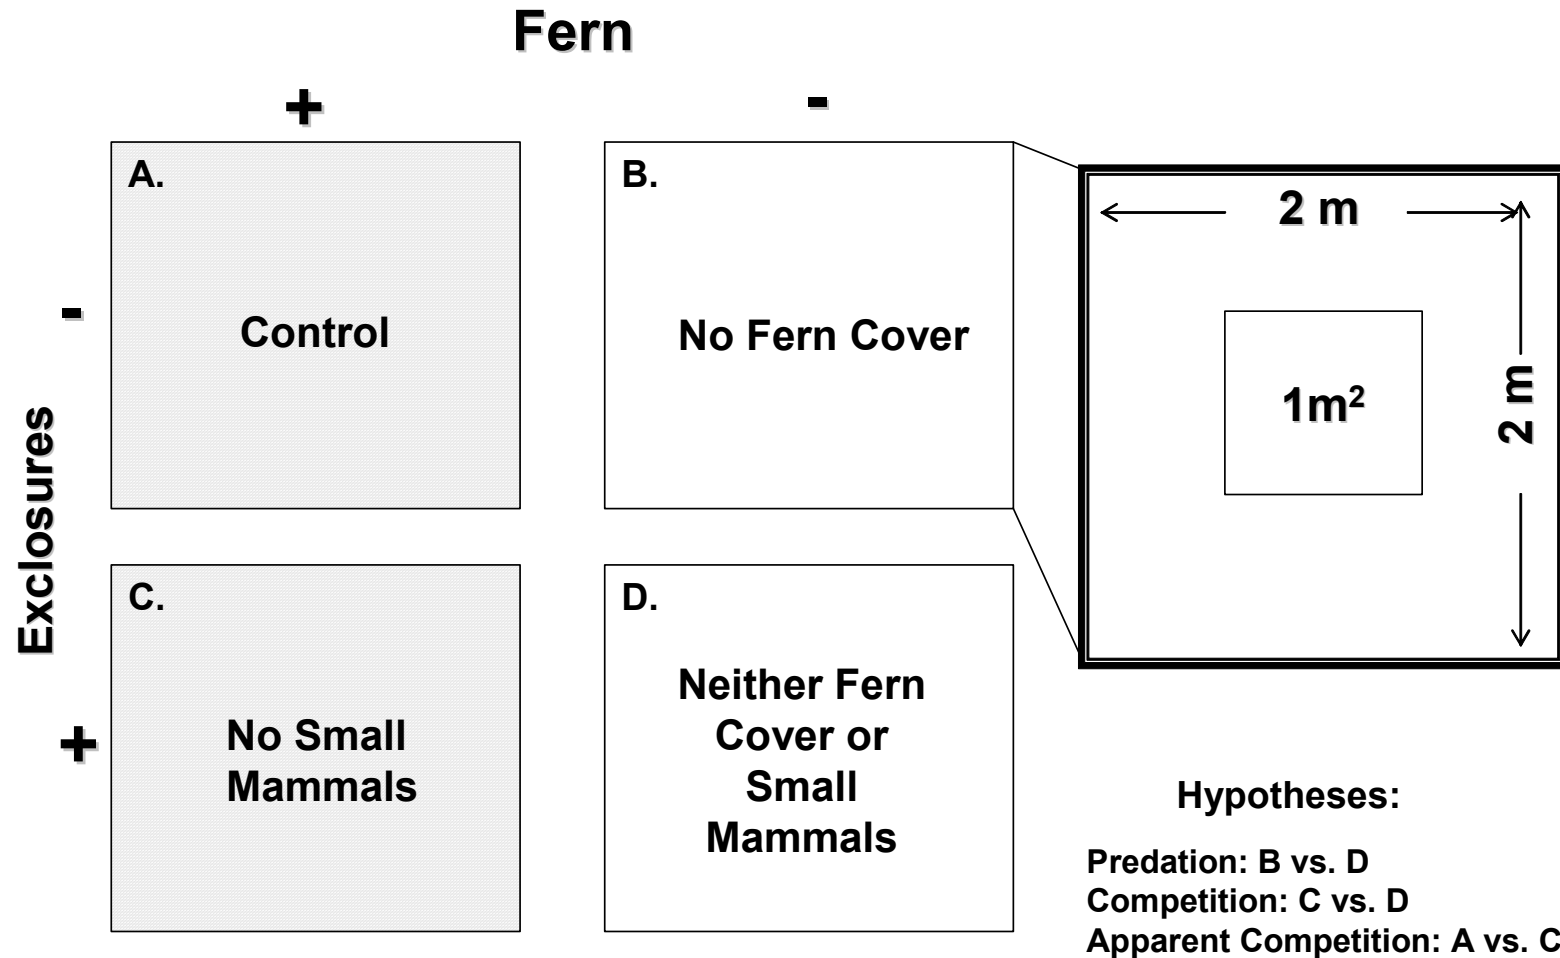 Fern
+
-
A.
B.
2 m
-
Control
No Fern Cover
1m²
2 m
Exclosures
C.
D.
+
No Small
Mammals
Neither Fern
Cover or
Small
Mammals
Hypotheses:
Predation: B vs. D
Competition: C vs. D
Apparent Competition: A vs. C